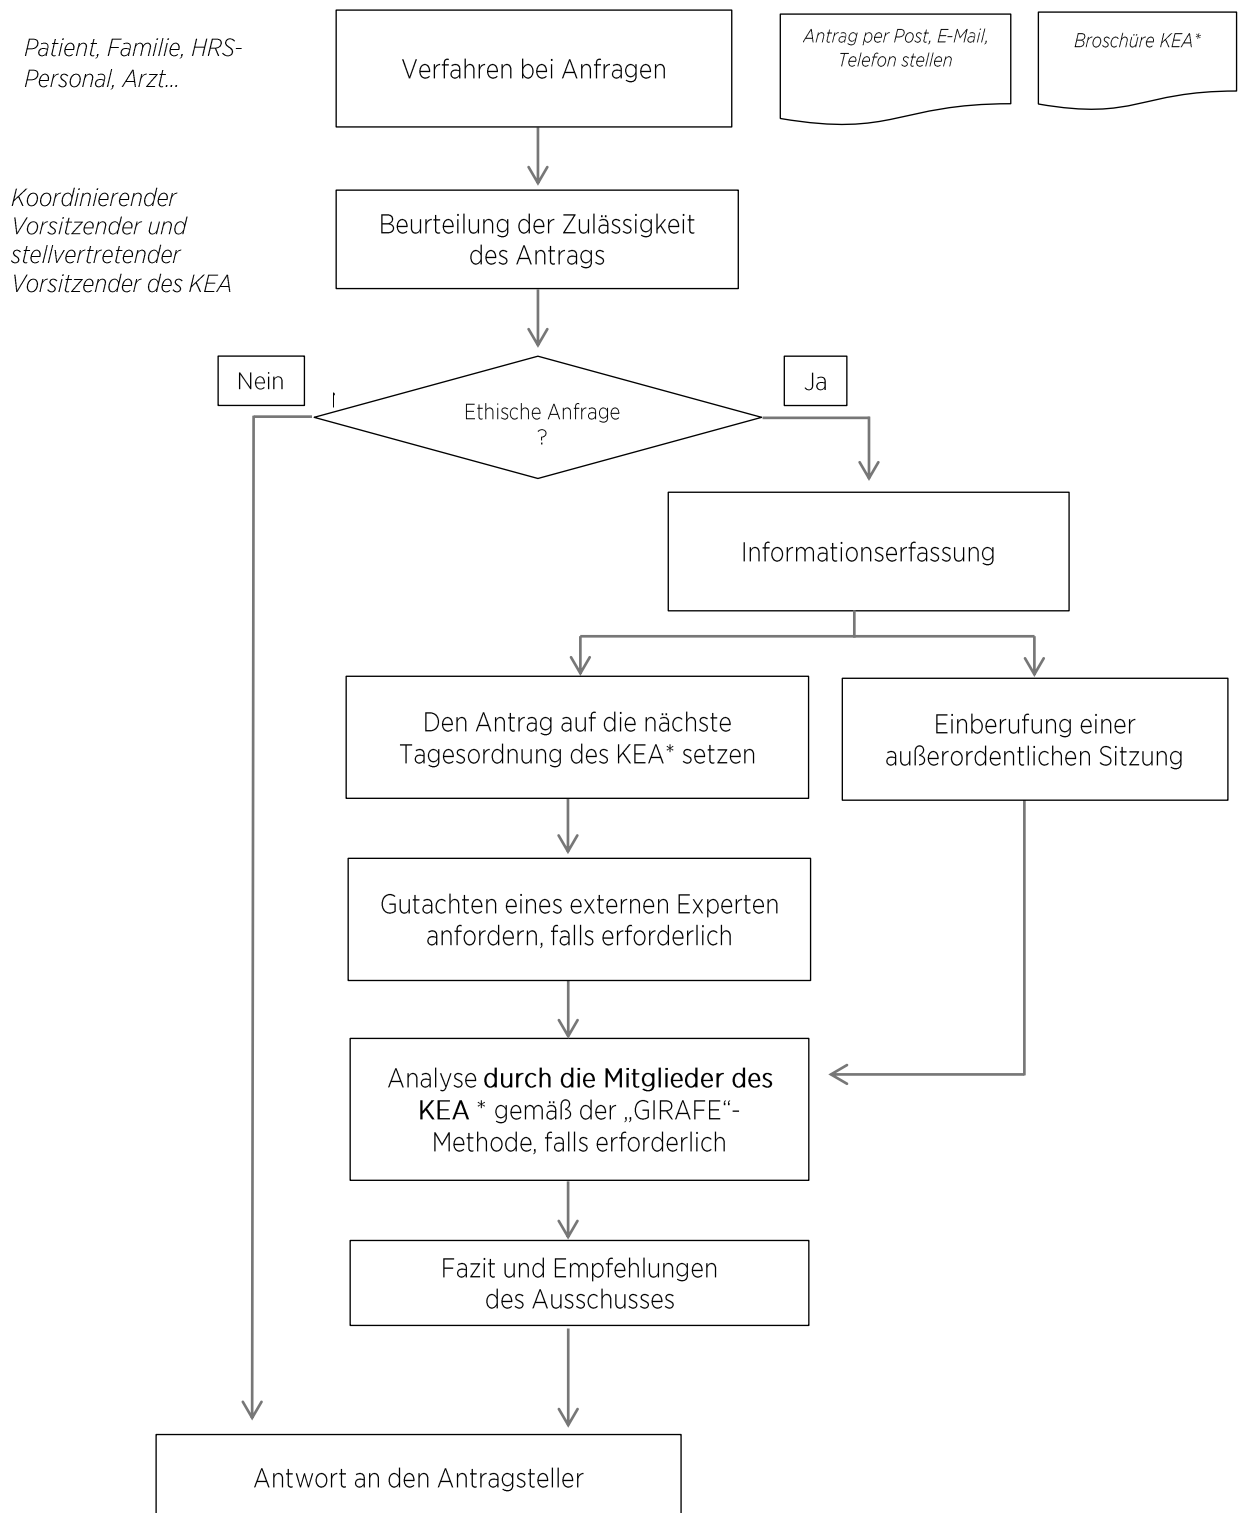 Patient, Familie, HRS-
Personal, Arzt...
Verfahren bei Anfragen
Antrag per Post, E-Mail,
Telefon stellen
Broschüre KEA*
Koordinierender
Vorsitzender und
stellvertretender
Vorsitzender des KEA
Beurteilung der Zulässigkeit
des Antrags
Nein
Ja
Ethische Anfrage
?
Informationserfassung
Den Antrag auf die nächste
Tagesordnung des KEA* setzen
Einberufung einer
außerordentlichen Sitzung
Gutachten eines externen Experten
anfordern, falls erforderlich
Analyse durch die Mitglieder des
KEA * gemäß der „GIRAFE“-
Methode, falls erforderlich
Fazit und Empfehlungen
des Ausschusses
Antwort an den Antragsteller